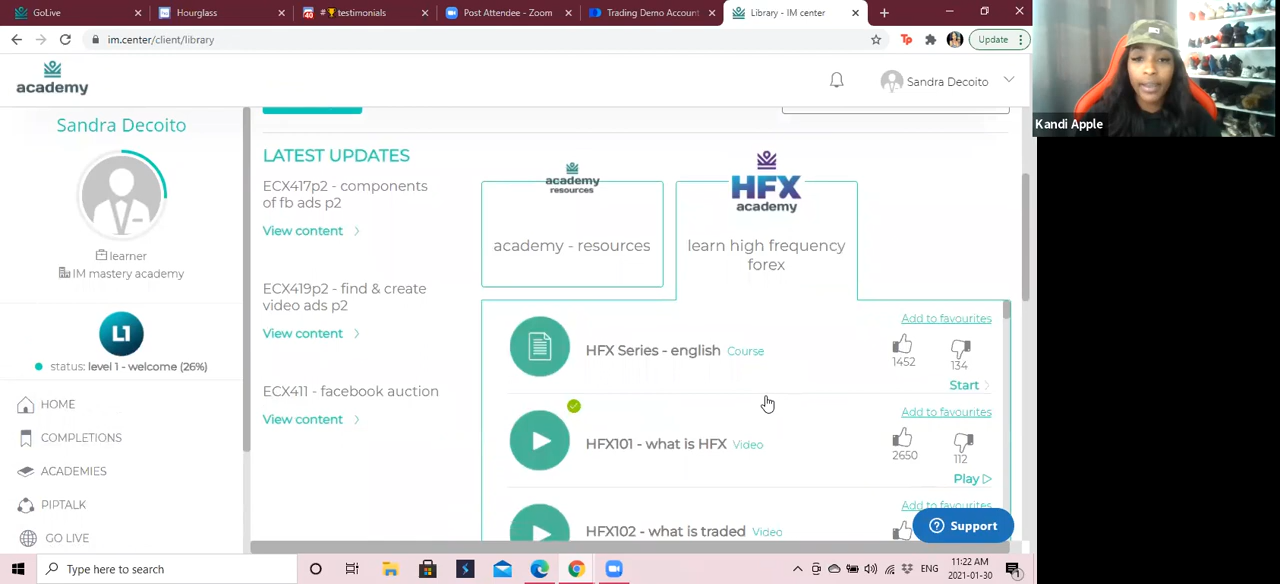 GoLive
Hourglass
40
# testimonials
Post Attendee - Zoom
Trading Demo Accoun
Library - IM center
im.center/client/library
Tp
Update
academy
Sandra Decoito
Kandi Apple
Sandra Decoito
learner
IM mastery academy
L1
status: level 1 - welcome (26%)
HOME
COMPLETIONS
ACADEMIES
PIPTALK
GO LIVE
LATEST UPDATES
ECX417p2 - components
of fb ads p2
View content
ECX419p2 - find & create
video ads p2
View content
ECX411 - facebook auction
View content
academy
resources
academy - resources
HFX
academy
learn high frequency
forex
Add to favourites
HFX Series - english Course
1452
134
Start
Add to favourites
HFX101 - what is HFX Video
2650
112
Play
Add to favourites
HFX102 - what is traded Video
Support
Type here to search
ENG
11:22 AM
2021-01-30
1